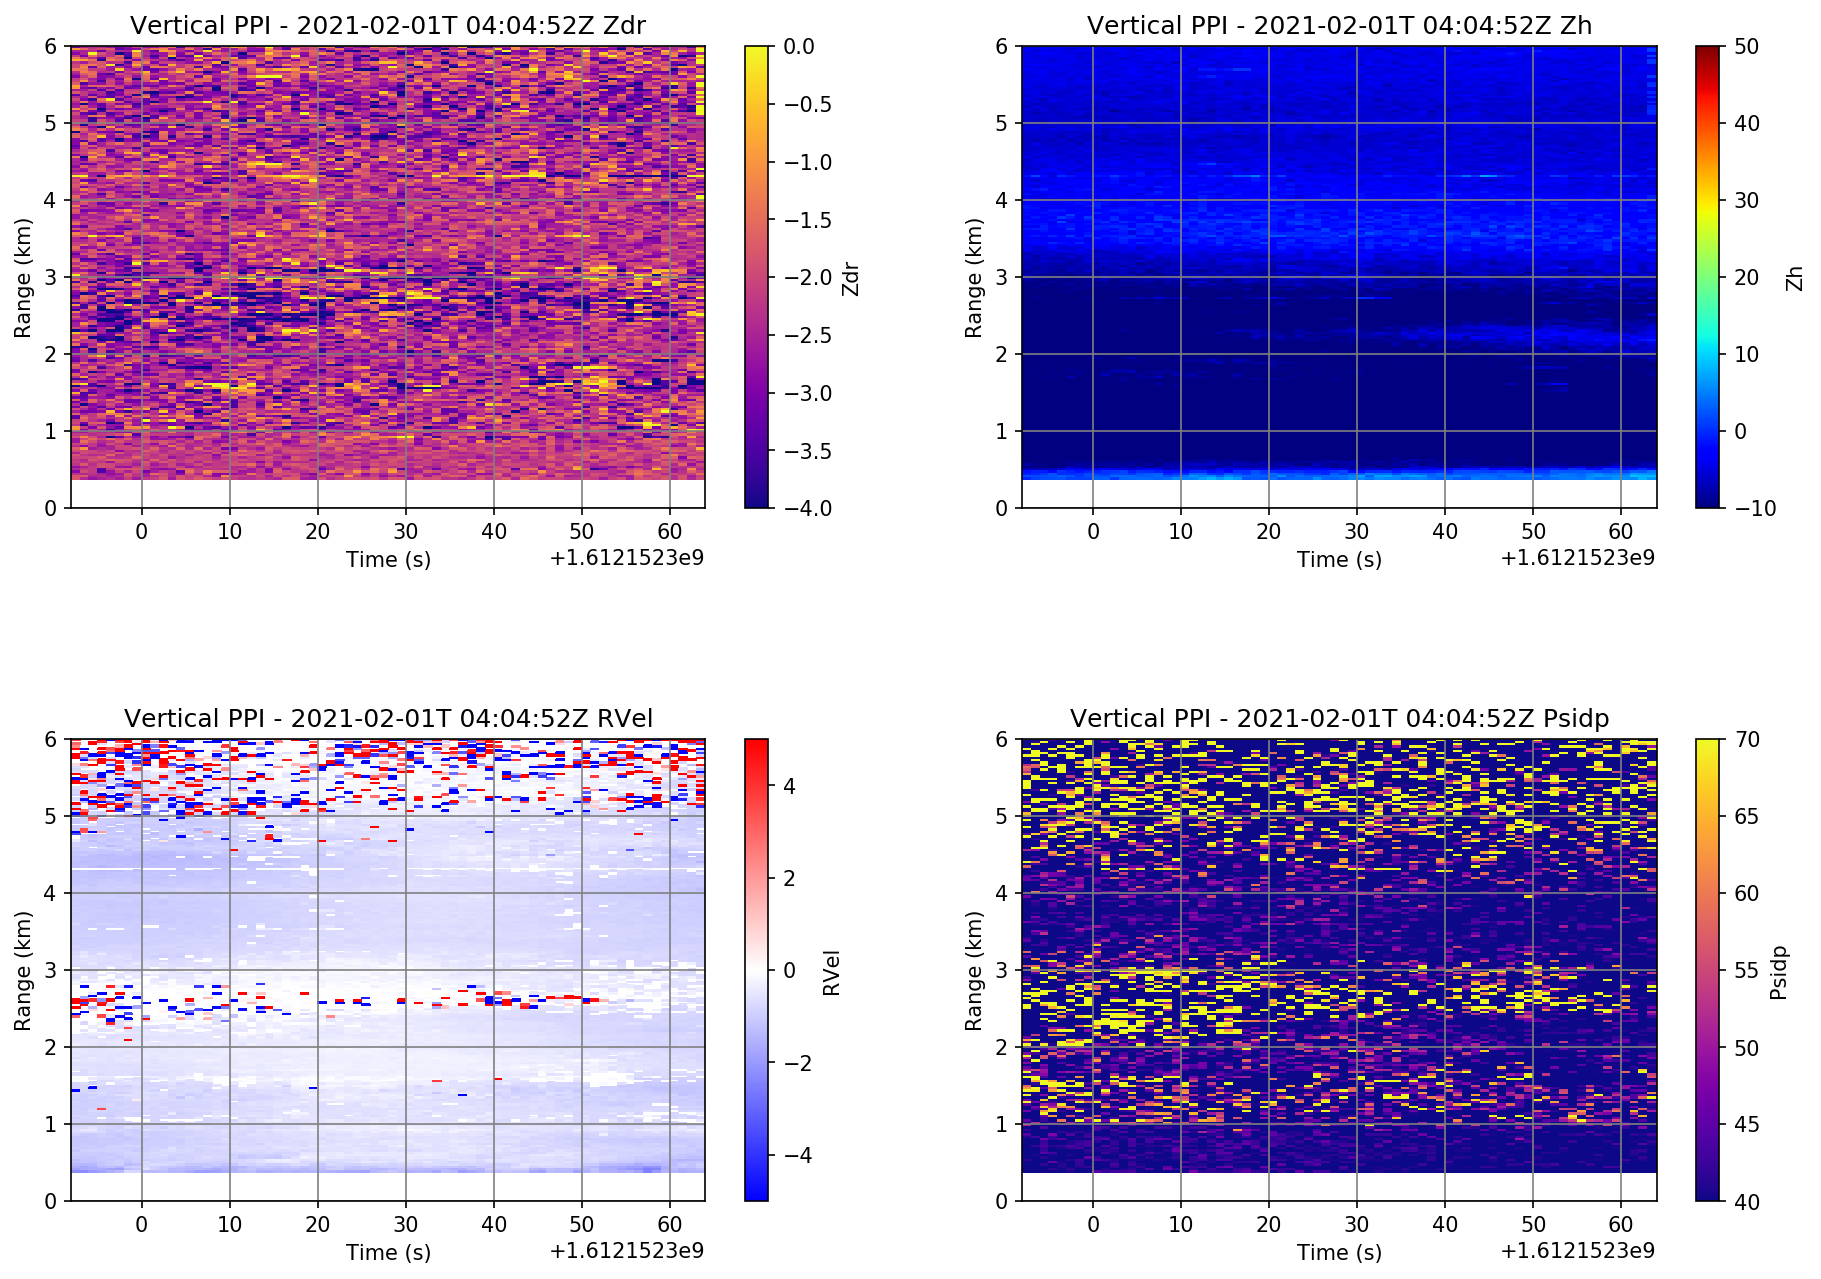 Vertical PPI - 2021-02-01T 04:04:52Z Zdr
6
5
4
3
2
1
0
Range (km)
0 10 20 30 40 50 60
Time (s)
+1.6121523e9
0.0
−0.5
−1.0
−1.5
−2.0
−2.5
−3.0
−3.5
−4.0
Zdr
Vertical PPI - 2021-02-01T 04:04:52Z Zh
6
5
4
3
2
1
0
Range (km)
0 10 20 30 40 50 60
Time (s)
+1.6121523e9
50
40
30
20
10
0
−10
Zh
Vertical PPI - 2021-02-01T 04:04:52Z RVel
6
5
4
3
2
1
0
Range (km)
0 10 20 30 40 50 60
Time (s)
+1.6121523e9
4
2
0
−2
−4
RVel
Vertical PPI - 2021-02-01T 04:04:52Z Psidp
6
5
4
3
2
1
0
Range (km)
0 10 20 30 40 50 60
Time (s)
+1.6121523e9
70
65
60
55
50
45
40
Psidp